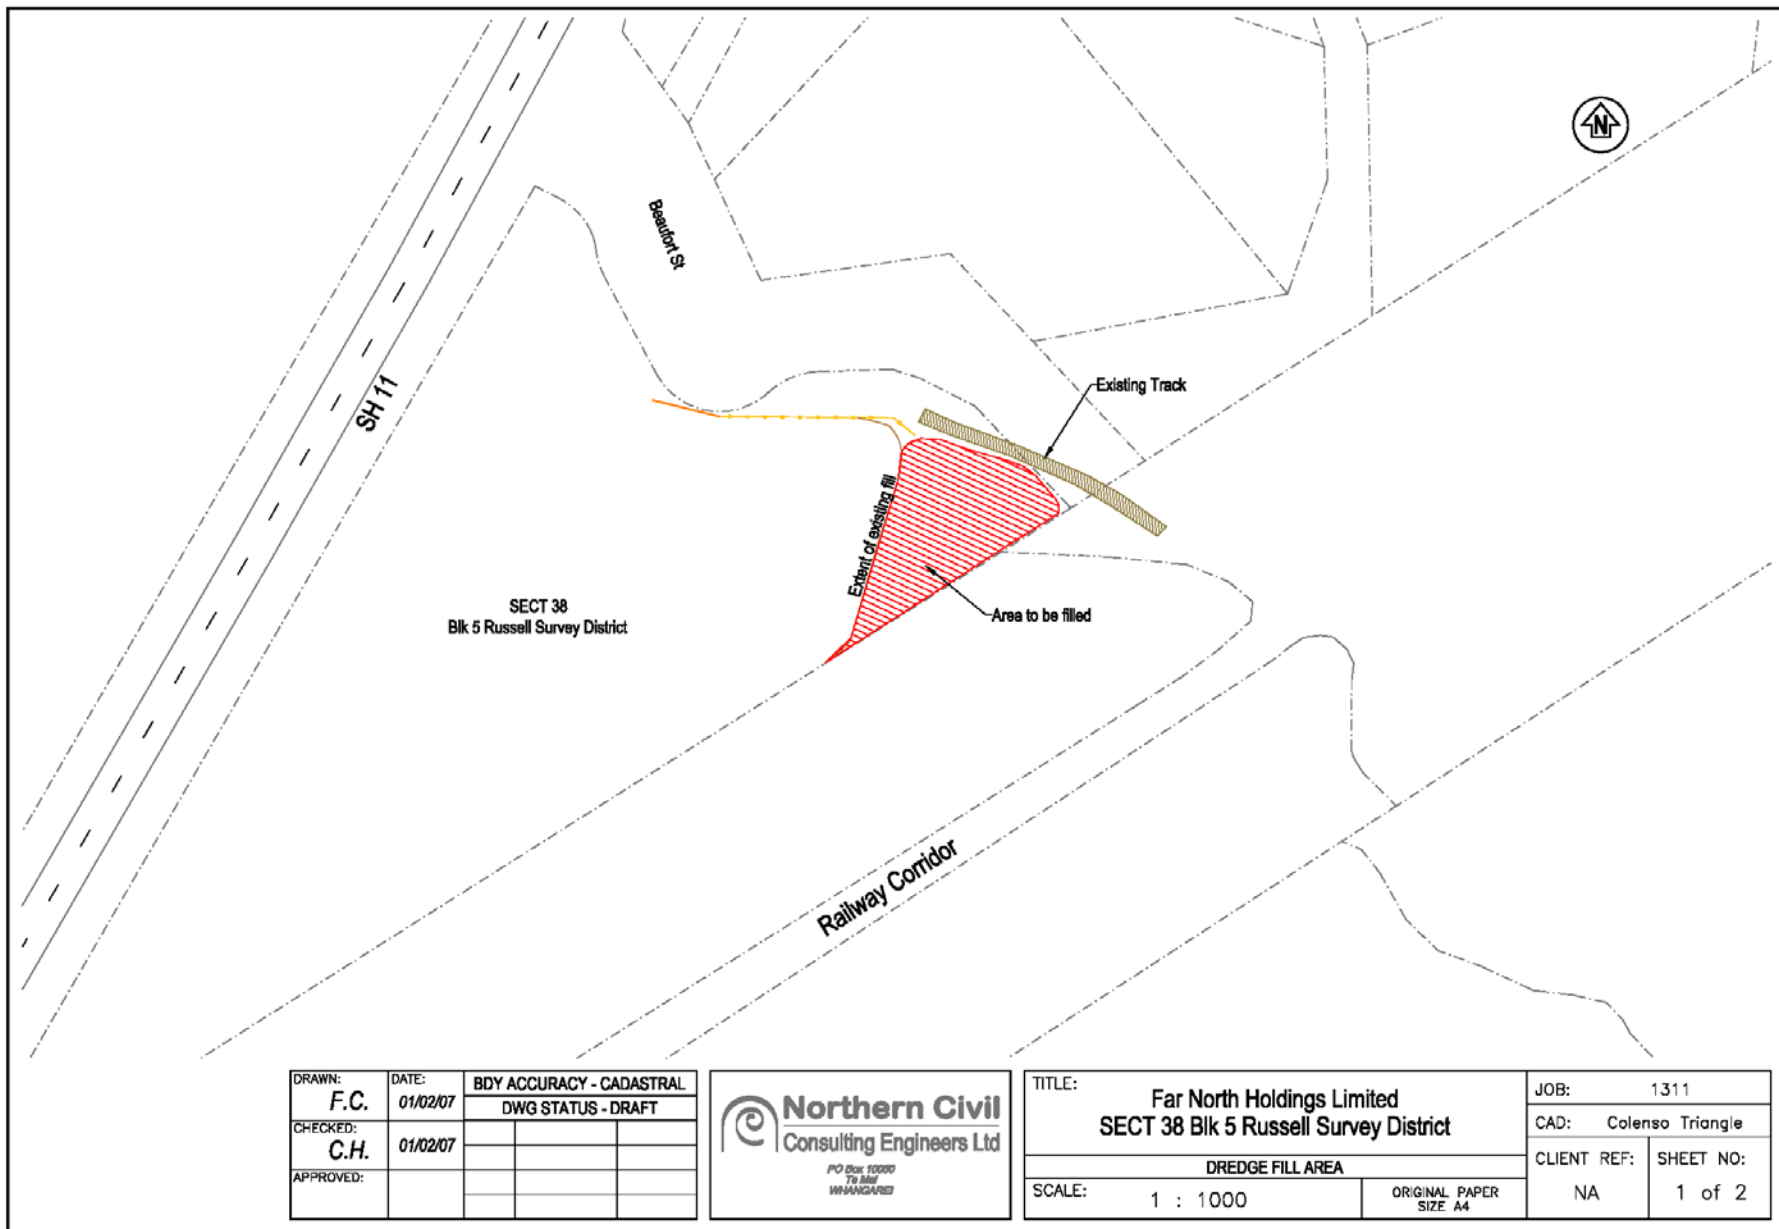 N
Beaufort St
SH 11
Existing Track
Extent of existing fill
Area to be filled
SECT 38
Blk 5 Russell Survey District
Railway Corridor
DRAWN:
F.C.
DATE:
01/02/07
BDY ACCURACY - CADASTRAL
DWG STATUS - DRAFT
CHECKED:
C.H.
01/02/07
APPROVED:
Northern Civil
Consulting Engineers Ltd
PO Box 10050
Te Mai
WHANGAREI
TITLE:
Far North Holdings Limited
SECT 38 Blk 5 Russell Survey District
DREDGE FILL AREA
SCALE:
1 : 1000
ORIGINAL PAPER
SIZE A4
JOB:
1311
CAD:
Colenso Triangle
CLIENT REF:
NA
SHEET NO:
1 of 2